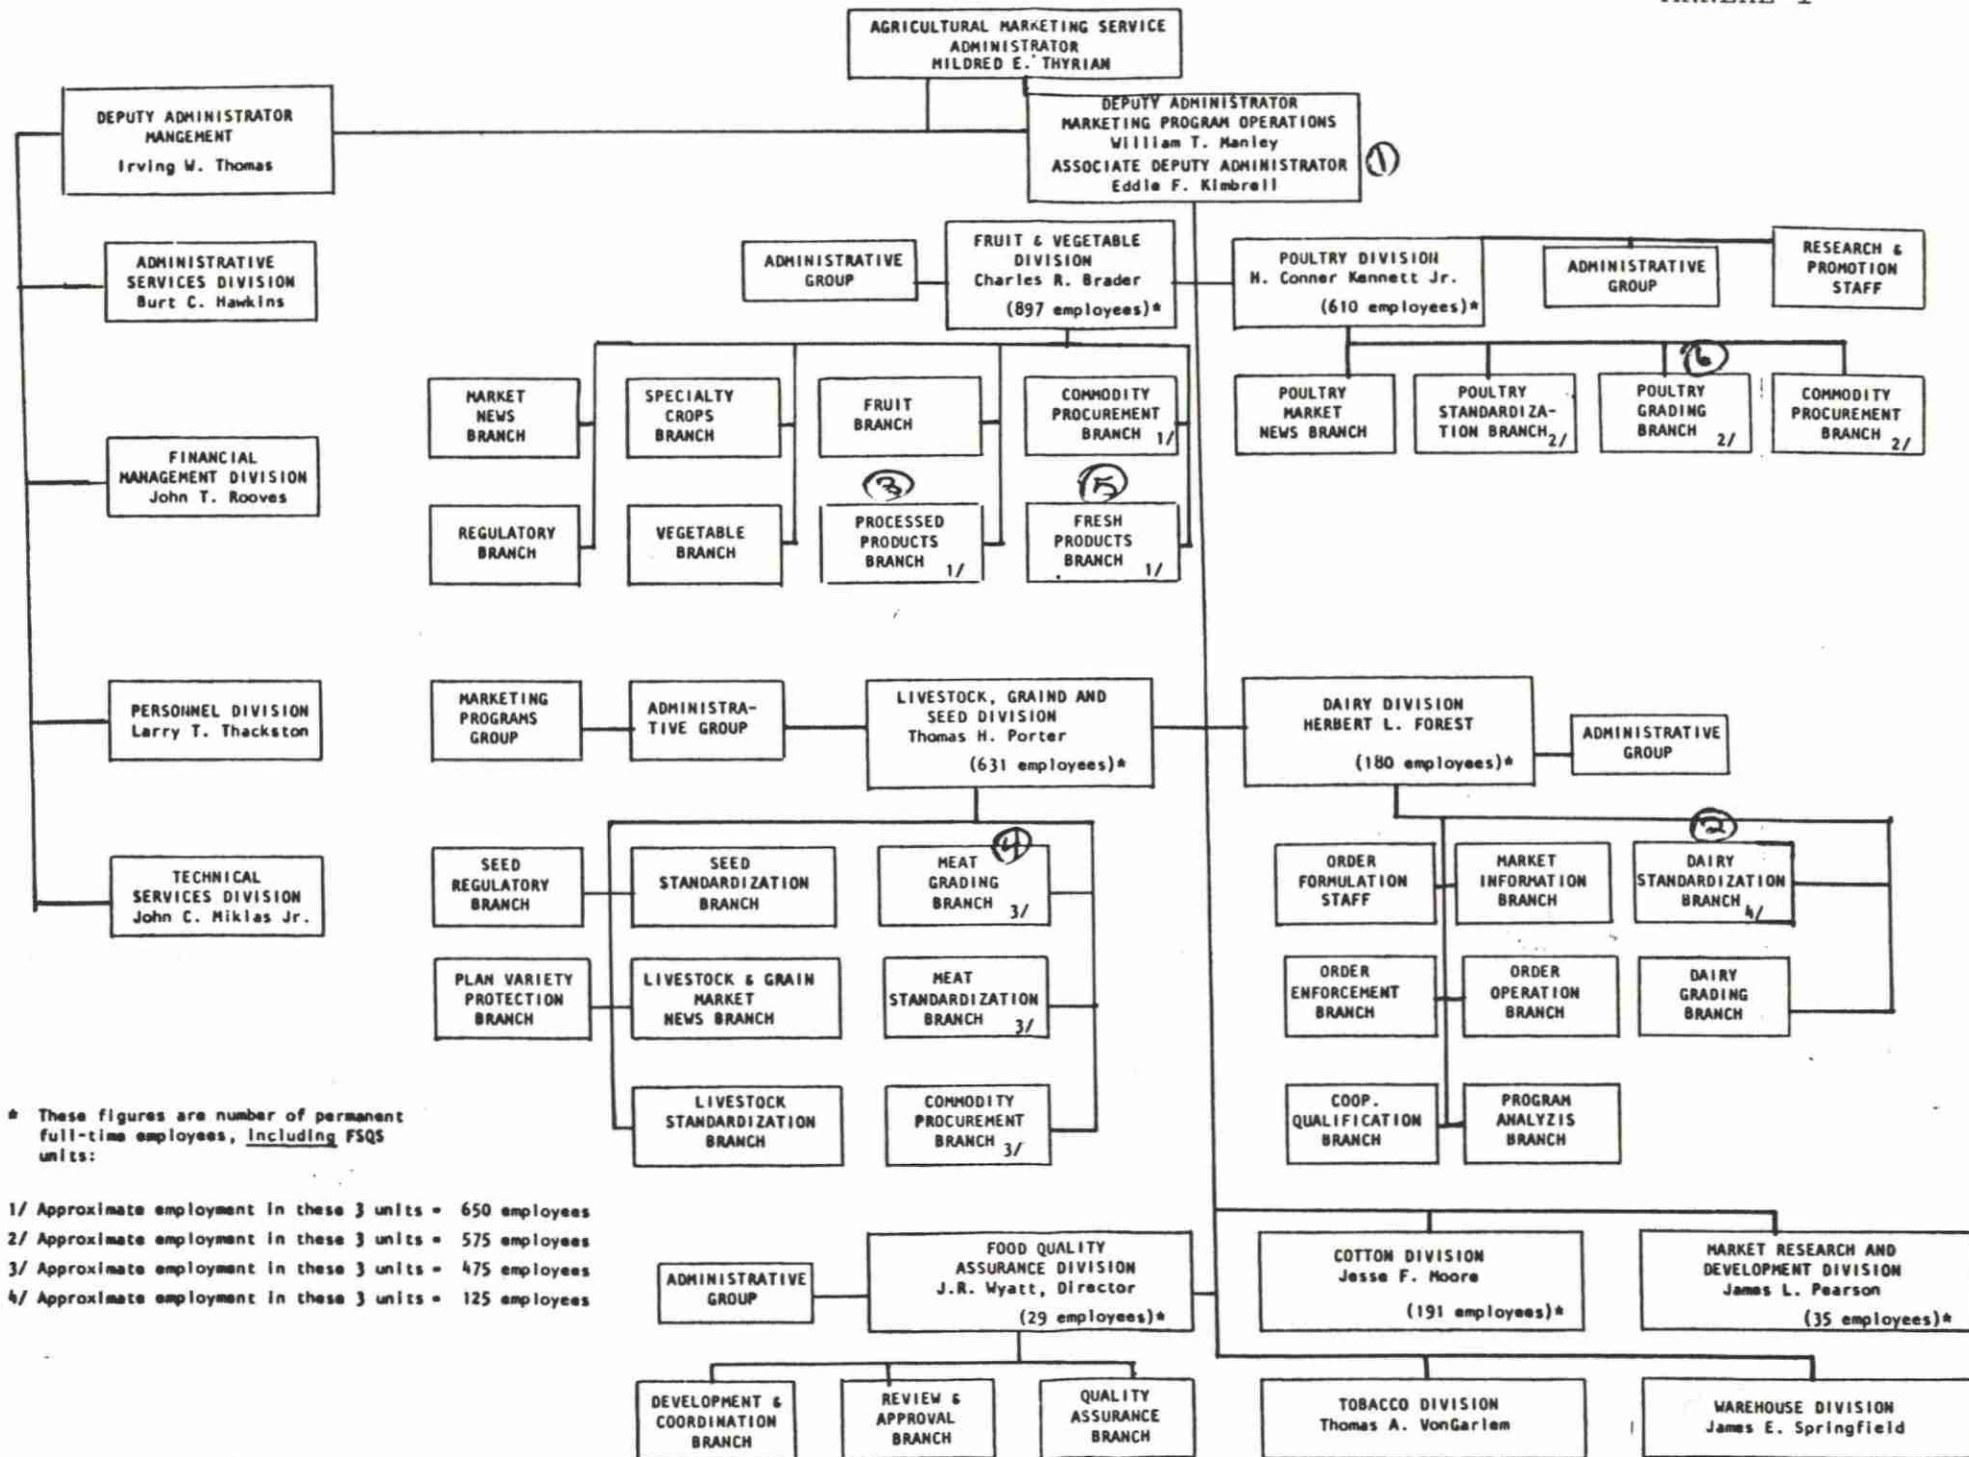 ANNEXE 1
AGRICULTURAL MARKETING SERVICE
ADMINISTRATOR
MILDRED E. THYRIAN
DEPUTY ADMINISTRATOR
MANGEMENT
Irving W. Thomas
DEPUTY ADMINISTRATOR
MARKETING PROGRAM OPERATIONS
William T. Manley
ASSOCIATE DEPUTY ADMINISTRATOR
Eddie F. Kimbrell
1
ADMINISTRATIVE
SERVICES DIVISION
Burt C. Hawkins
FINANCIAL
MANAGEMENT DIVISION
John T. Rooves
PERSONNEL DIVISION
Larry T. Thackston
TECHNICAL
SERVICES DIVISION
John C. Miklas Jr.
ADMINISTRATIVE
GROUP
FRUIT & VEGETABLE
DIVISION
Charles R. Brader
(897 employees)*
POULTRY DIVISION
H. Conner Kennett Jr.
(610 employees)*
ADMINISTRATIVE
GROUP
RESEARCH &
PROMOTION
STAFF
MARKET
NEWS
BRANCH
SPECIALTY
CROPS
BRANCH
FRUIT
BRANCH
COMMODITY
PROCUREMENT
BRANCH 1/
POULTRY
MARKET
NEWS BRANCH
POULTRY
STANDARDIZA-
TION BRANCH 2/
6
POULTRY
GRADING
BRANCH 2/
COMMODITY
PROCUREMENT
BRANCH 2/
REGULATORY
BRANCH
VEGETABLE
BRANCH
3
PROCESSED
PRODUCTS
BRANCH 1/
5
FRESH
PRODUCTS
BRANCH 1/
MARKETING
PROGRAMS
GROUP
ADMINISTRA-
TIVE GROUP
LIVESTOCK, GRAIND AND
SEED DIVISION
Thomas H. Porter
(631 employees)*
DAIRY DIVISION
HERBERT L. FOREST
(180 employees)*
ADMINISTRATIVE
GROUP
SEED
REGULATORY
BRANCH
SEED
STANDARDIZATION
BRANCH
4
MEAT
GRADING
BRANCH 3/
ORDER
FORMULATION
STAFF
MARKET
INFORMATION
BRANCH
2
DAIRY
STANDARDIZATION
BRANCH 4/
PLAN VARIETY
PROTECTION
BRANCH
LIVESTOCK & GRAIN
MARKET
NEWS BRANCH
MEAT
STANDARDIZATION
BRANCH 3/
ORDER
ENFORCEMENT
BRANCH
ORDER
OPERATION
BRANCH
DAIRY
GRADING
BRANCH
LIVESTOCK
STANDARDIZATION
BRANCH
COMMODITY
PROCUREMENT
BRANCH 3/
COOP.
QUALIFICATION
BRANCH
PROGRAM
ANALYZIS
BRANCH
* These figures are number of permanent
full-time employees, including FSQS
units:
1/ Approximate employment in these 3 units = 650 employees
2/ Approximate employment in these 3 units = 575 employees
3/ Approximate employment in these 3 units = 475 employees
4/ Approximate employment in these 3 units = 125 employees
ADMINISTRATIVE
GROUP
FOOD QUALITY
ASSURANCE DIVISION
J.R. Wyatt, Director
(29 employees)*
COTTON DIVISION
Jesse F. Moore
(191 employees)*
MARKET RESEARCH AND
DEVELOPMENT DIVISION
James L. Pearson
(35 employees)*
DEVELOPMENT &
COORDINATION
BRANCH
REVIEW &
APPROVAL
BRANCH
QUALITY
ASSURANCE
BRANCH
TOBACCO DIVISION
Thomas A. VonGarlem
WAREHOUSE DIVISION
James E. Springfield